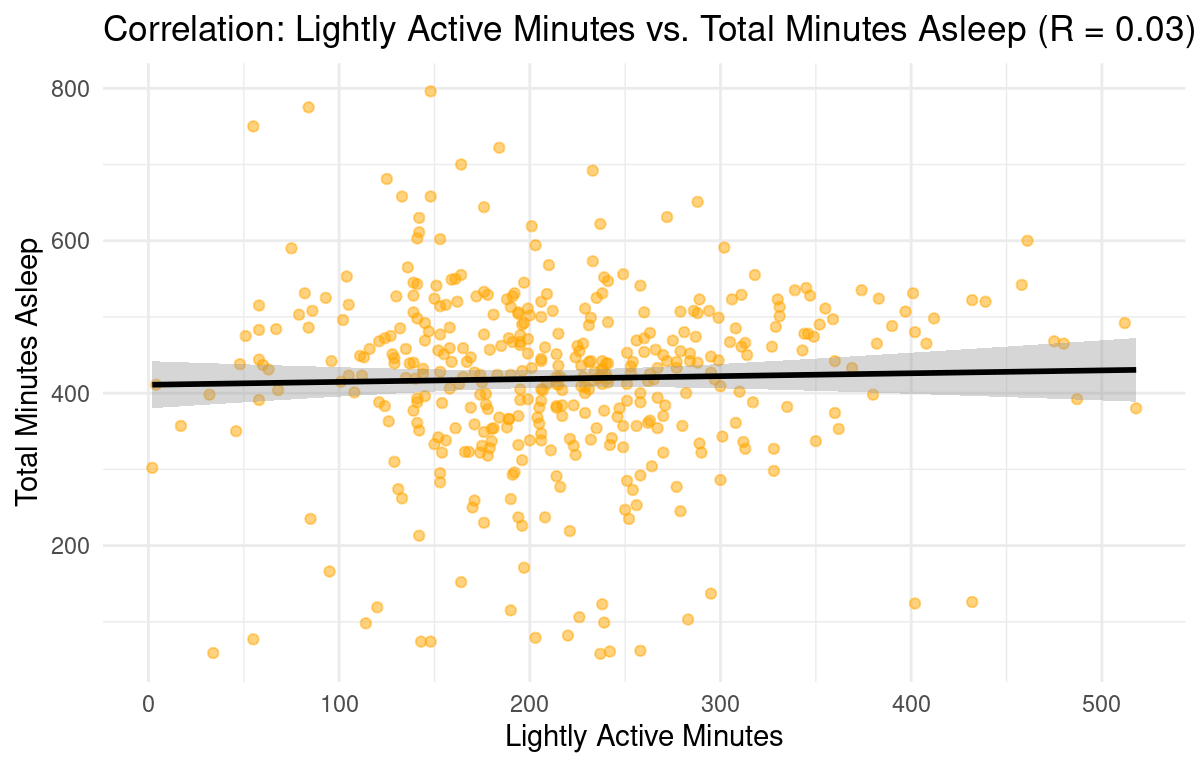 Correlation: Lightly Active Minutes vs. Total Minutes Asleep (R = 0.03)
Total Minutes Asleep
800
600
400
200
0 100 200 300 400 500
Lightly Active Minutes